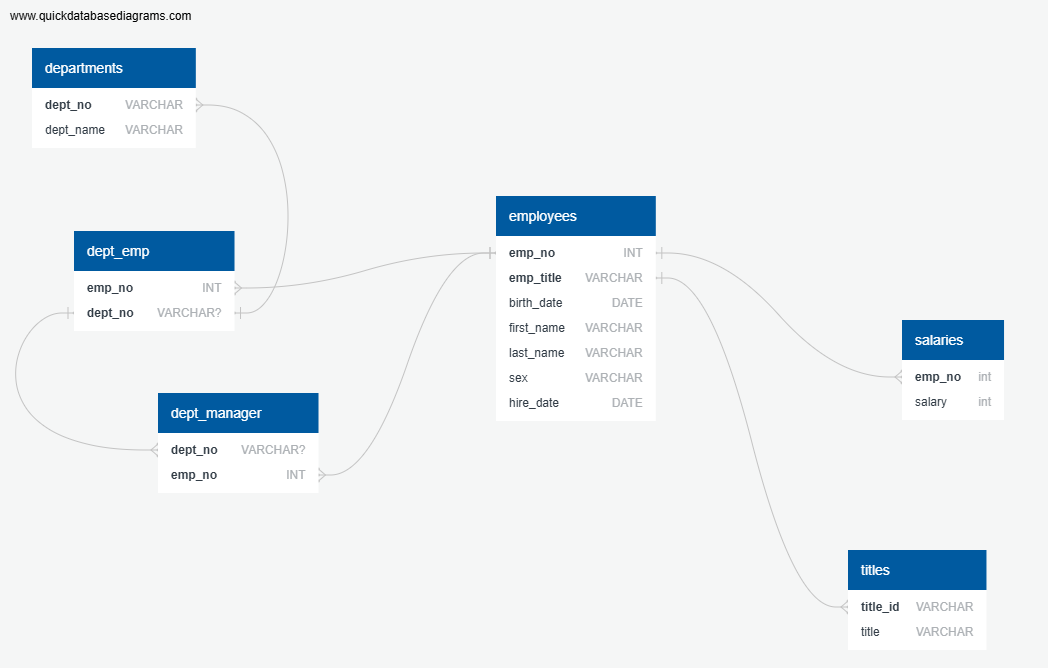 www.quickdatabasediagrams.com
departments
dept_no VARCHAR
dept_name VARCHAR
dept_emp
emp_no INT
dept_no VARCHAR?
dept_manager
dept_no VARCHAR?
emp_no INT
employees
emp_no INT
emp_title VARCHAR
birth_date DATE
first_name VARCHAR
last_name VARCHAR
sex VARCHAR
hire_date DATE
salaries
emp_no int
salary int
titles
title_id VARCHAR
title VARCHAR